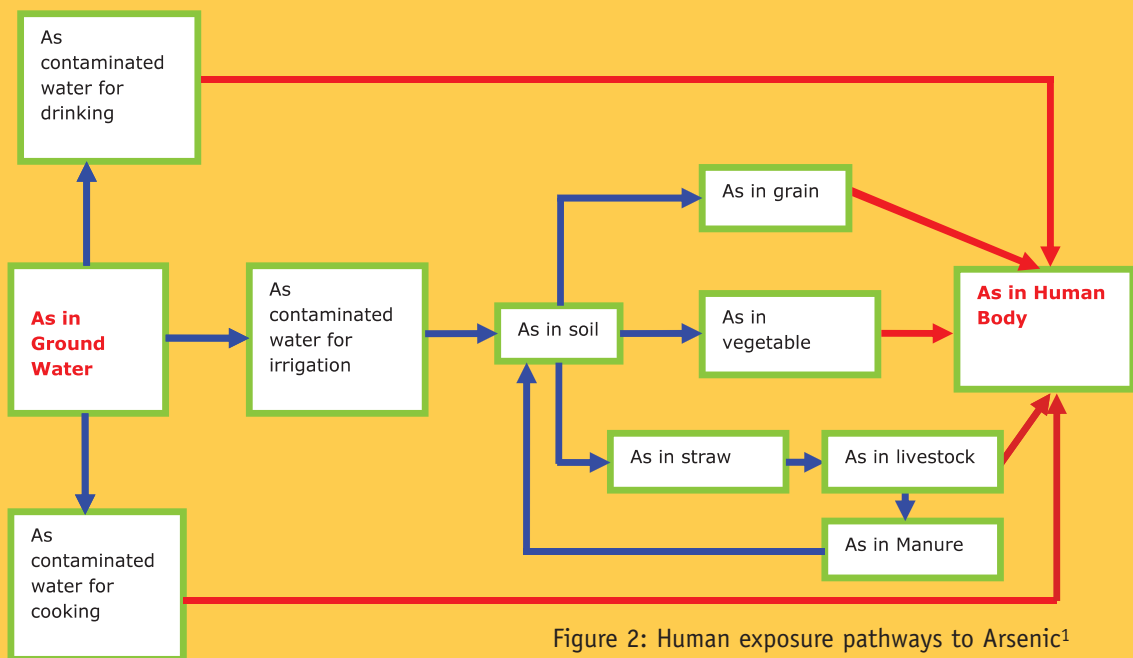 As
contaminated
water for
drinking
As in
Ground
Water
As
contaminated
water for
irrigation
As in soil
As in grain
As in
vegetable
As in straw
As in livestock
As in Manure
As in Human
Body
As
contaminated
water for
cooking
Figure 2: Human exposure pathways to Arsenic¹